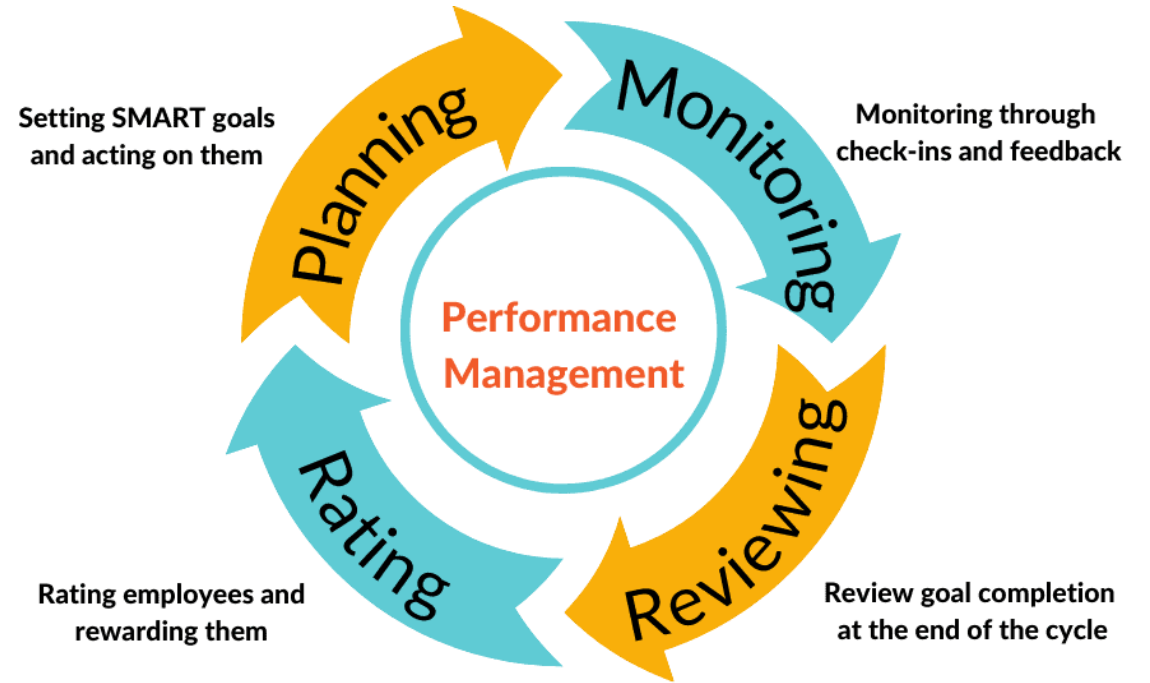 Planning
Setting SMART goals
and acting on them
Monitoring
Monitoring through
check-ins and feedback
Performance
Management
Reviewing
Review goal completion
at the end of the cycle
Rating
Rating employees and
rewarding them